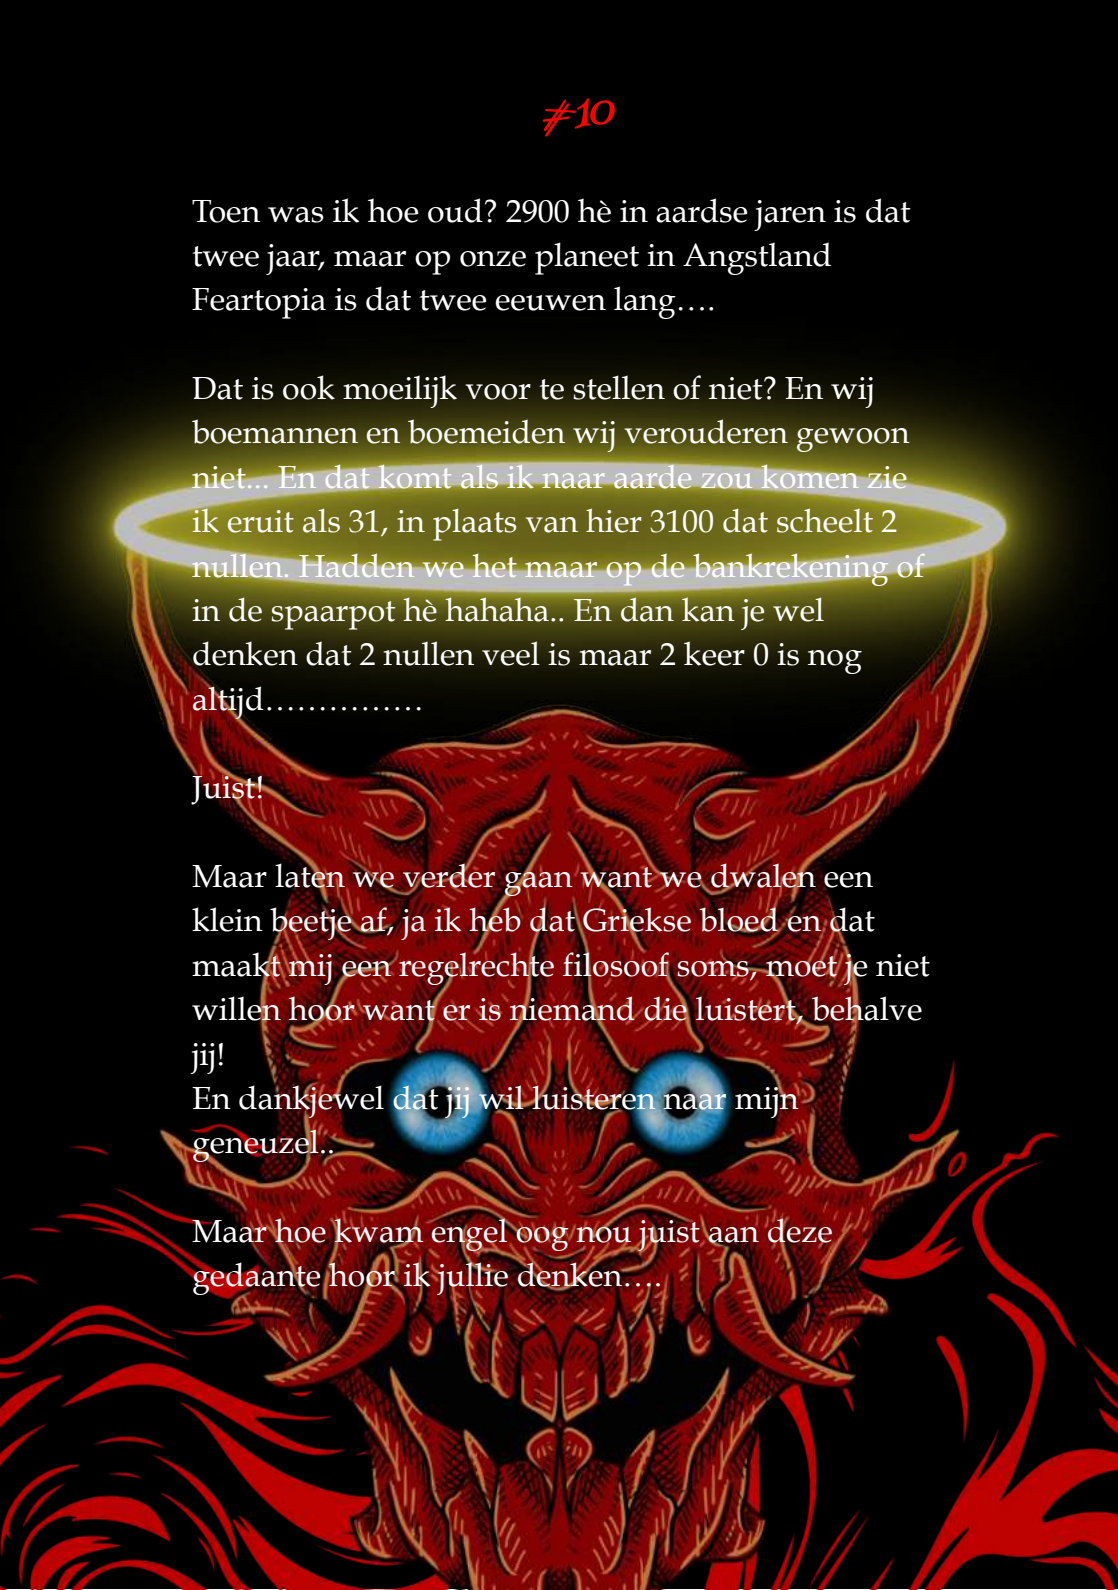 #10
Toen was ik hoe oud? 2900 hè in aardse jaren is dat
twee jaar, maar op onze planeet in Angstland
Feartopia is dat twee eeuwen lang….
Dat is ook moeilijk voor te stellen of niet? En wij
boemannen en boemeiden wij verouderen gewoon
niet... En dat komt als ik naar aarde zou komen zie
ik eruit als 31, in plaats van hier 3100 dat scheelt 2
nullen. Hadden we het maar op de bankrekening of
in de spaarpot hè hahaha.. En dan kan je wel
denken dat 2 nullen veel is maar 2 keer 0 is nog
altijd……………
Juist!
Maar laten we verder gaan want we dwalen een
klein beetje af, ja ik heb dat Griekse bloed en dat
maakt mij een regelrechte filosoof soms, moet je niet
willen hoor want er is niemand die luistert, behalve
jij!
En dankjewel dat jij wil luisteren naar mijn
geneuzel..
Maar hoe kwam engel oog nou juist aan deze
gedaante hoor ik jullie denken….